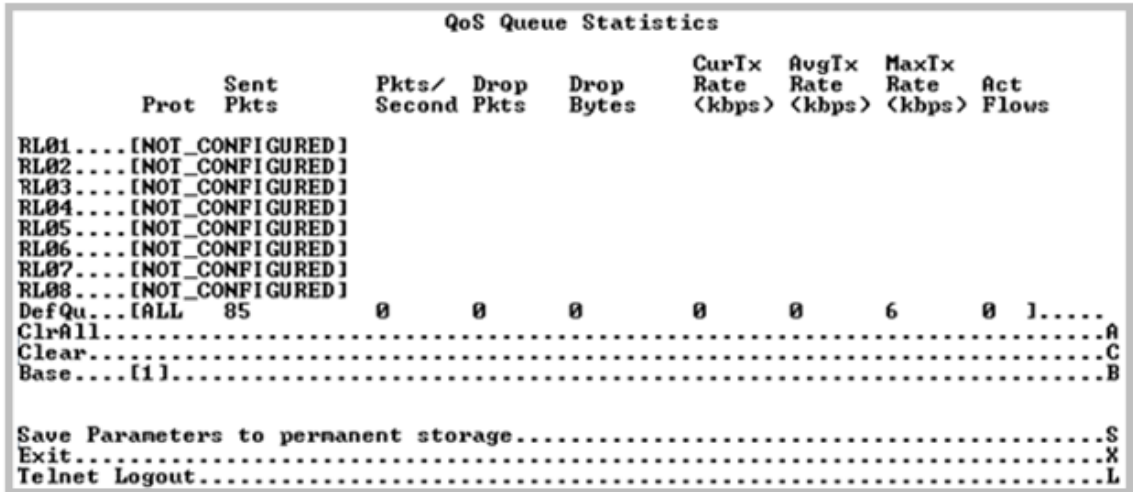 QoS Queue Statistics
CurTx AvgTx MaxTx
Sent Pkts/ Drop Drop Rate Rate Rate Act
Prot Pkts Second Pkts Bytes (kbps) (kbps) (kbps) Flows
RL01....[NOT_CONFIGURED]
RL02....[NOT_CONFIGURED]
RL03....[NOT_CONFIGURED]
RL04....[NOT_CONFIGURED]
RL05....[NOT_CONFIGURED]
RL06....[NOT_CONFIGURED]
RL07....[NOT_CONFIGURED]
RL08....[NOT_CONFIGURED]
DefQu...[ALL 85 0 0 0 0 0 6 0 ].....
ClrAll................................................................................A
Clear.................................................................................C
Base....[1]...........................................................................B
Save Parameters to permanent storage..................................................S
Exit..................................................................................X
Telnet Logout.........................................................................L